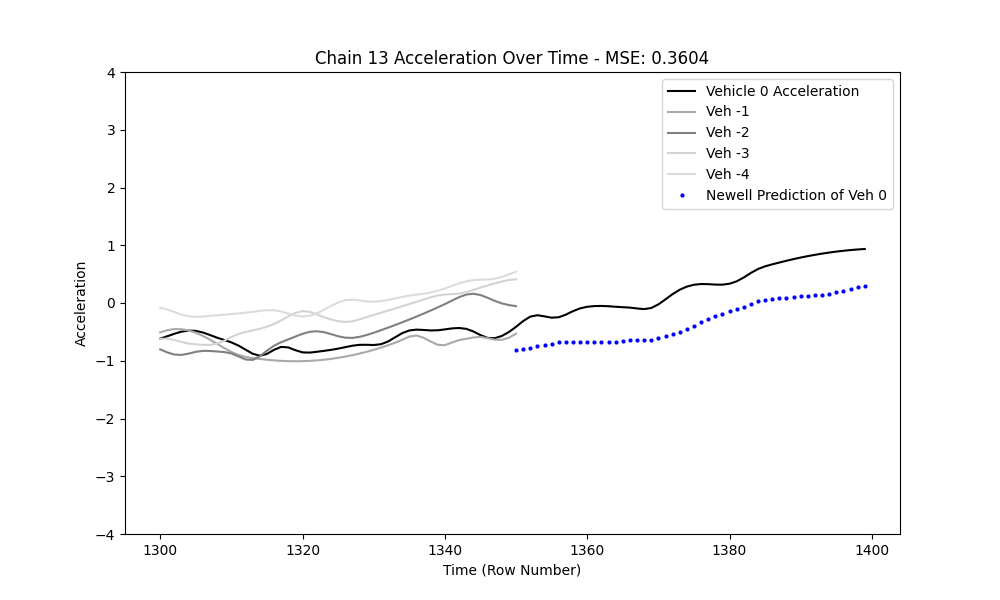 Chain 13 Acceleration Over Time - MSE: 0.3604
Vehicle 0 Acceleration
Veh -1
Veh -2
Veh -3
Veh -4
Newell Prediction of Veh 0
Acceleration
4
3
2
1
0
−1
−2
−3
−4
1300
1320
1340
1360
1380
1400
Time (Row Number)